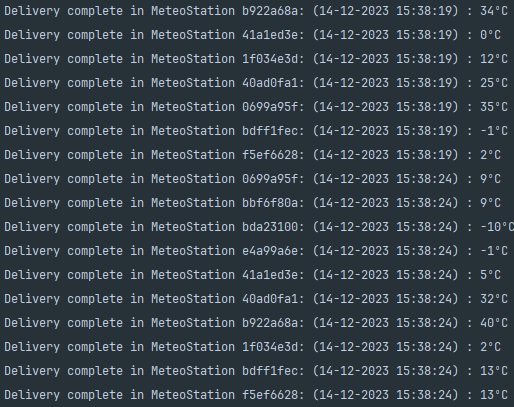 Delivery complete in MeteoStation b922a68a: (14-12-2023 15:38:19) : 34°C
Delivery complete in MeteoStation 41a1ed3e: (14-12-2023 15:38:19) : 0°C
Delivery complete in MeteoStation 1f034e3d: (14-12-2023 15:38:19) : 12°C
Delivery complete in MeteoStation 40ad0fa1: (14-12-2023 15:38:19) : 25°C
Delivery complete in MeteoStation 0699a95f: (14-12-2023 15:38:19) : 35°C
Delivery complete in MeteoStation bdff1fec: (14-12-2023 15:38:19) : -1°C
Delivery complete in MeteoStation f5ef6628: (14-12-2023 15:38:19) : 2°C
Delivery complete in MeteoStation 0699a95f: (14-12-2023 15:38:24) : 9°C
Delivery complete in MeteoStation bbf6f80a: (14-12-2023 15:38:24) : 9°C
Delivery complete in MeteoStation bda23100: (14-12-2023 15:38:24) : -10°C
Delivery complete in MeteoStation e4a99a6e: (14-12-2023 15:38:24) : -1°C
Delivery complete in MeteoStation 41a1ed3e: (14-12-2023 15:38:24) : 5°C
Delivery complete in MeteoStation 40ad0fa1: (14-12-2023 15:38:24) : 32°C
Delivery complete in MeteoStation b922a68a: (14-12-2023 15:38:24) : 40°C
Delivery complete in MeteoStation 1f034e3d: (14-12-2023 15:38:24) : 2°C
Delivery complete in MeteoStation bdff1fec: (14-12-2023 15:38:24) : 13°C
Delivery complete in MeteoStation f5ef6628: (14-12-2023 15:38:24) : 13°C